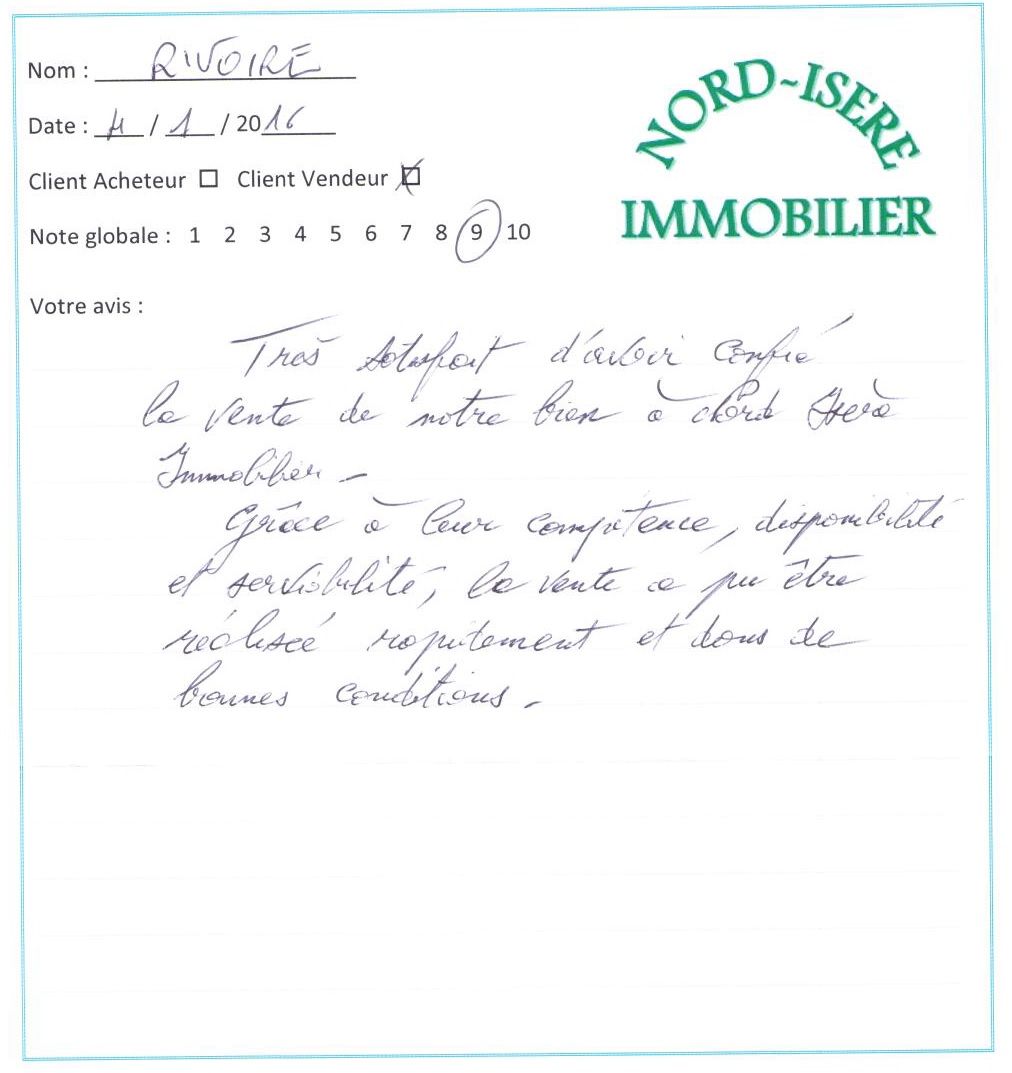 Nom : RIVOIRE
Date : 4 / 1 / 2016
NORD-ISERE
IMMOBILIER
Client Acheteur ☐ Client Vendeur ☒
Note globale : 1 2 3 4 5 6 7 8 9 10
Votre avis :
Très satisfait d'avoir confié
la vente de notre bien à Nord Isère
Immobilier -
Grâce à leur compétence, disponibilité
et serviabilité, la vente a pu être
réalisée rapidement et dans de
bonnes conditions -